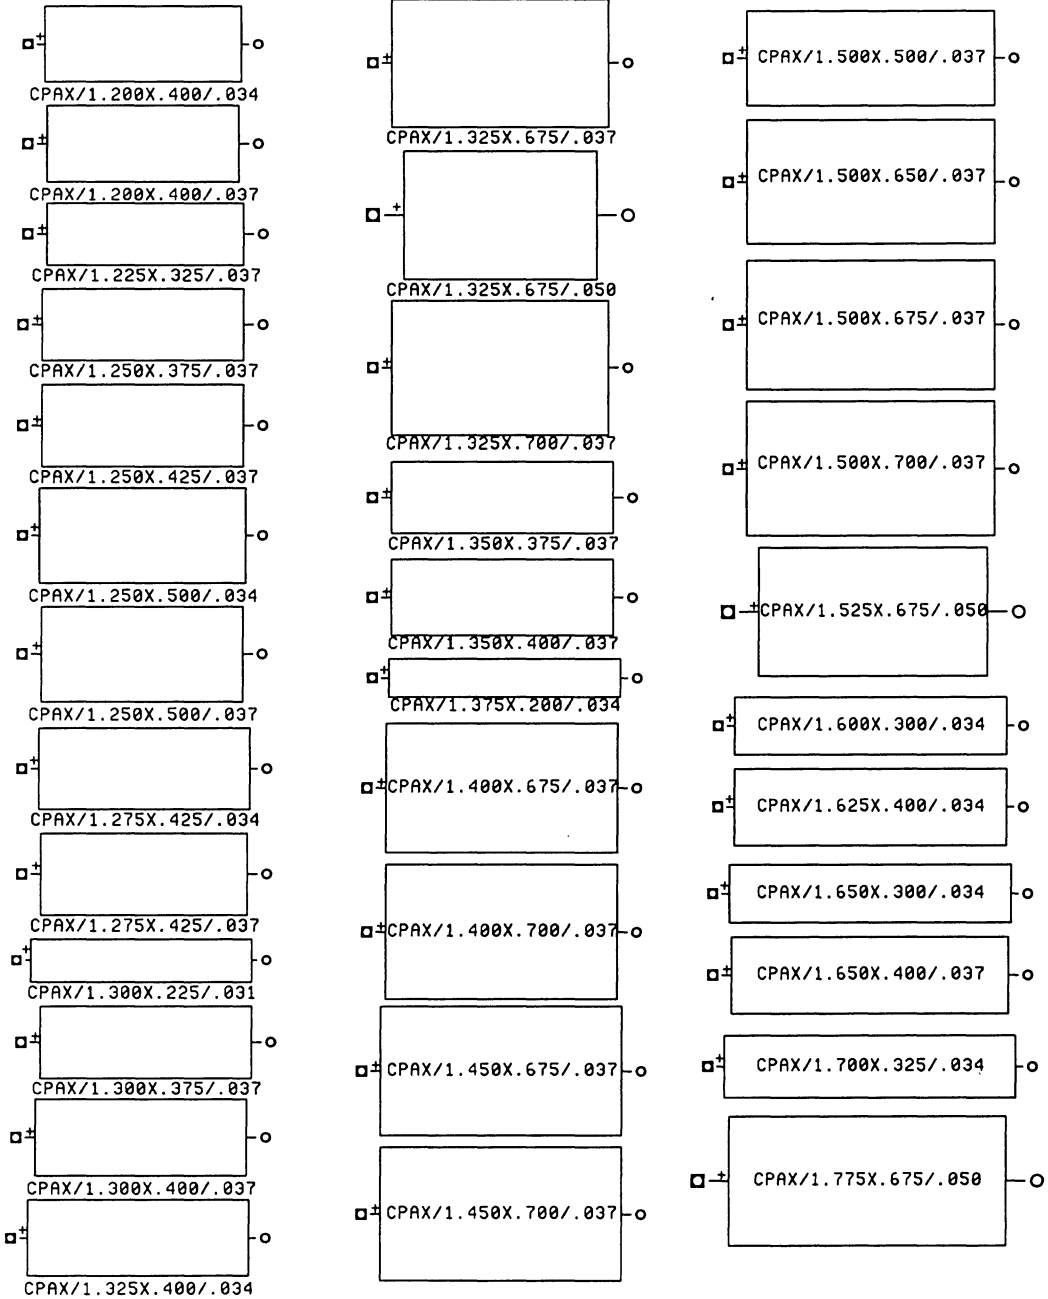 CPAX/1.200X.400/.034
CPAX/1.200X.400/.037
CPAX/1.225X.325/.037
CPAX/1.250X.375/.037
CPAX/1.250X.425/.037
CPAX/1.250X.500/.034
CPAX/1.250X.500/.037
CPAX/1.275X.425/.034
CPAX/1.275X.425/.037
CPAX/1.300X.225/.031
CPAX/1.300X.375/.037
CPAX/1.300X.400/.037
CPAX/1.325X.400/.034
CPAX/1.325X.675/.037
CPAX/1.325X.675/.050
CPAX/1.325X.700/.037
CPAX/1.350X.375/.037
CPAX/1.350X.400/.037
CPAX/1.375X.200/.034
CPAX/1.400X.675/.037
CPAX/1.400X.700/.037
CPAX/1.450X.675/.037
CPAX/1.450X.700/.037
CPAX/1.500X.500/.037
CPAX/1.500X.650/.037
CPAX/1.500X.675/.037
CPAX/1.500X.700/.037
CPAX/1.525X.675/.050
CPAX/1.600X.300/.034
CPAX/1.625X.400/.034
CPAX/1.650X.300/.034
CPAX/1.650X.400/.037
CPAX/1.700X.325/.034
CPAX/1.775X.675/.050